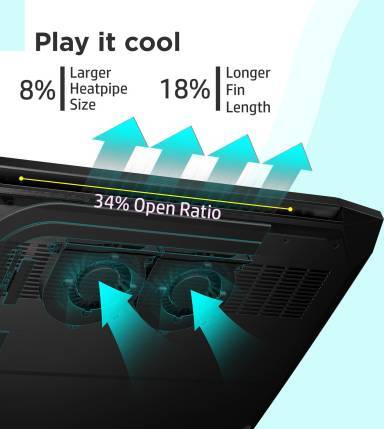 Play it cool
8%
Larger
Heatpipe
Size
18%
Longer
Fin
Length
34% Open Ratio